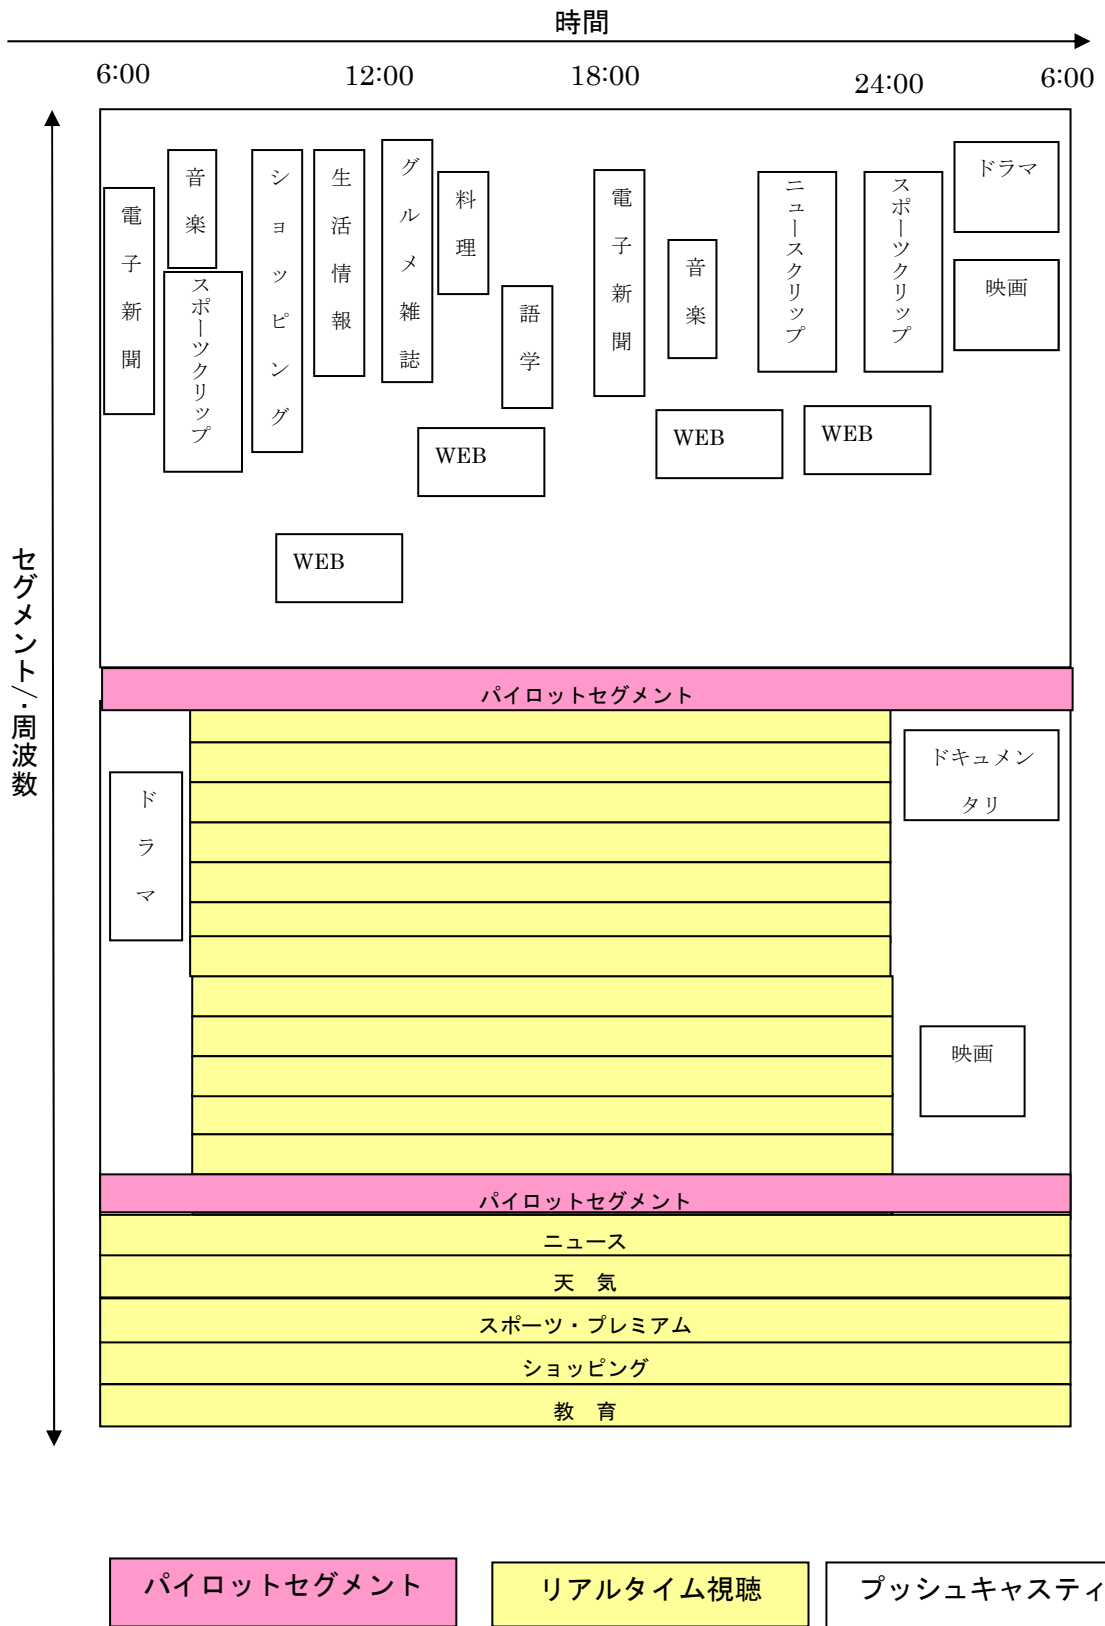 時間
6:00
12:00
18:00
24:00
6:00
セグメント/・周波数
電子新聞
音楽
スポーツクリップ
ショッピング
生活情報
グルメ雑誌
料理
語学
電子新聞
音楽
ニュースクリップ
スポーツクリップ
ドラマ
映画
WEB
WEB
WEB
WEB
パイロットセグメント
ドラマ
ドキュメン
タリ
映画
パイロットセグメント
ニュース
天　気
スポーツ・プレミアム
ショッピング
教　育
パイロットセグメント
リアルタイム視聴
プッシュキャスティ